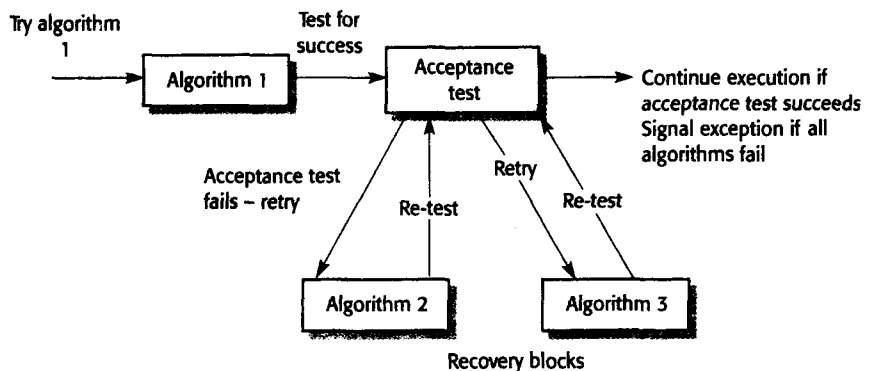 Try algorithm
1
Algorithm 1
Test for
success
Acceptance
test
Continue execution if
acceptance test succeeds
Signal exception if all
algorithms fail
Acceptance test
fails – retry
Re-test
Retry
Re-test
Algorithm 2
Algorithm 3
Recovery blocks